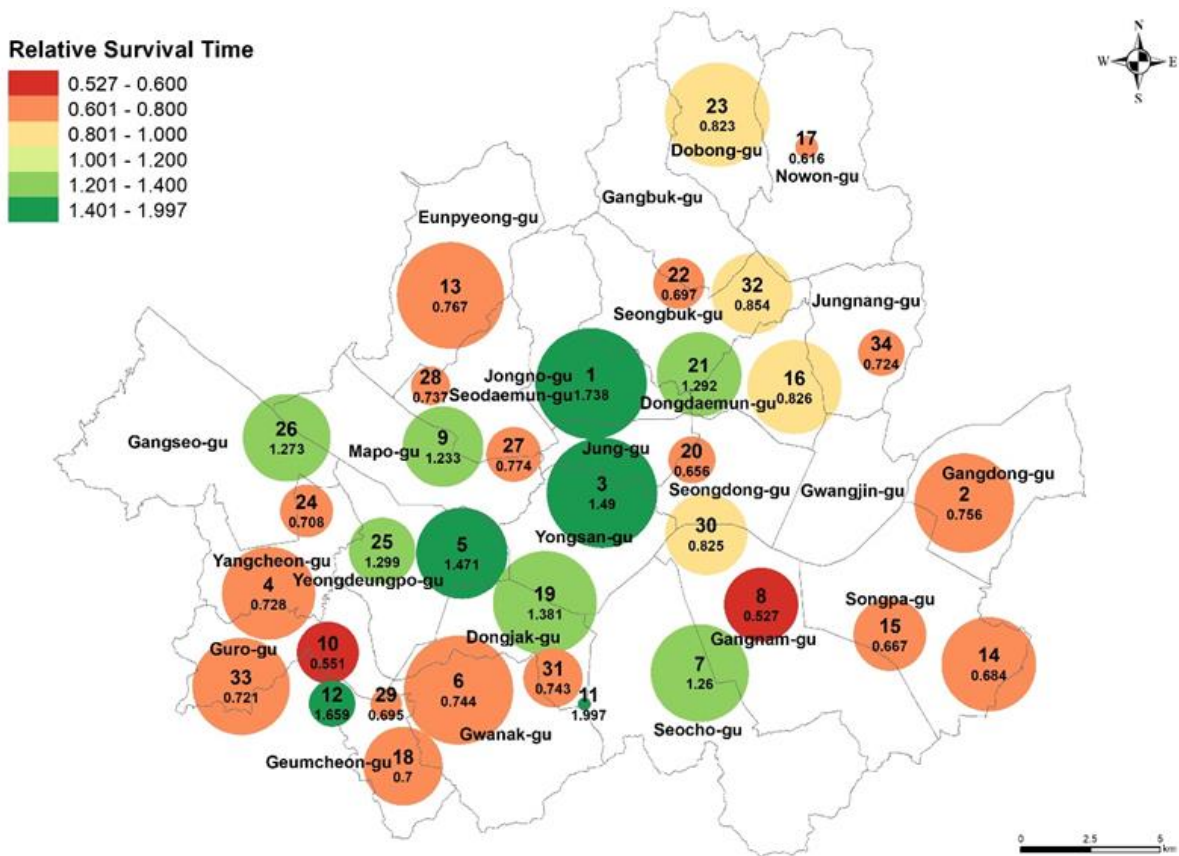 Relative Survival Time
0.527 - 0.600
0.601 - 0.800
0.801 - 1.000
1.001 - 1.200
1.201 - 1.400
1.401 - 1.997
N
W E
S
23
0.823
Dobong-gu
17
0.616
Nowon-gu
Gangbuk-gu
Eunpyeong-gu
13
0.767
22
0.697
Seongbuk-gu
32
0.854
Jungnang-gu
34
0.724
28
0.737
Jongno-gu
Seodaemun-gu
1
1.738
21
1.292
Dongdaemun-gu
16
0.826
Gangseo-gu
26
1.273
Mapo-gu
9
1.233
27
0.774
Jung-gu
3
1.49
Yongsan-gu
20
0.656
Seongdong-gu
Gwangjin-gu
Gangdong-gu
2
0.756
24
0.708
25
1.299
5
1.471
30
0.825
Yangcheon-gu
Yeongdeungpo-gu
4
0.728
19
1.381
Dongjak-gu
8
0.527
Gangnam-gu
Songpa-gu
15
0.667
14
0.684
Guro-gu
10
0.551
33
0.721
12
1.659
29
0.695
6
0.744
Gwanak-gu
31
0.743
11
1.997
7
1.26
Seocho-gu
Geumcheon-gu
18
0.7
0 2.5 5
km